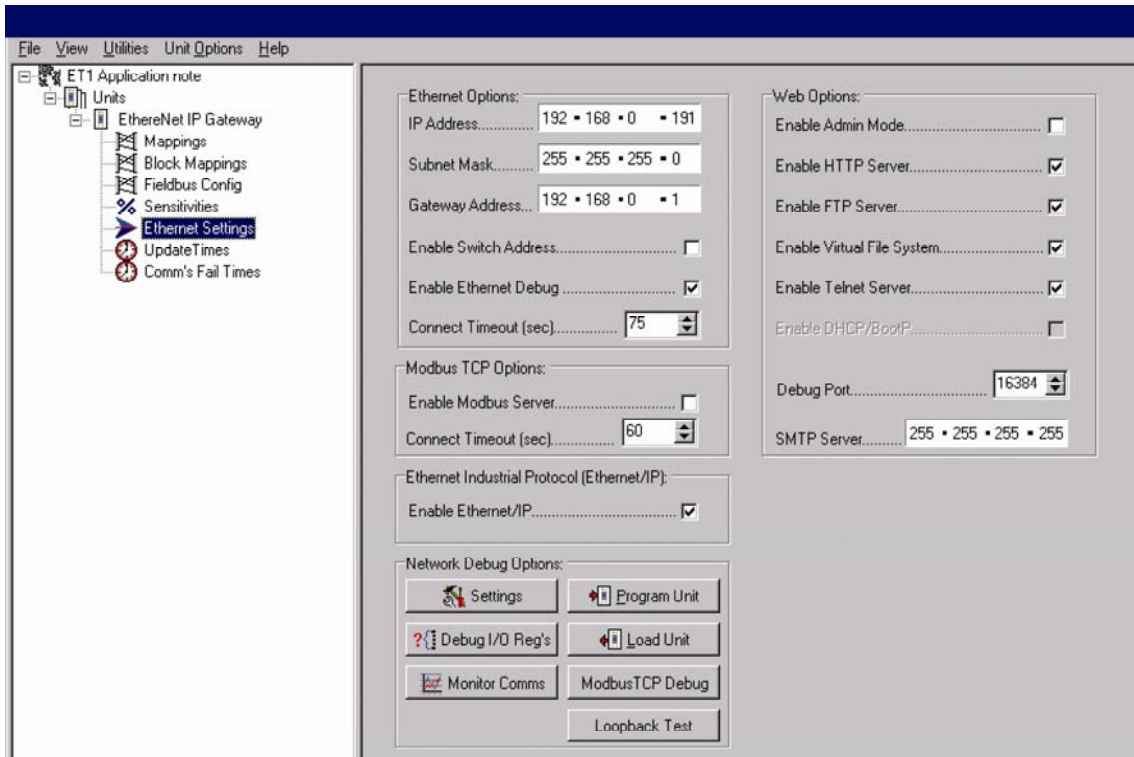 File View Utilities Unit Options Help
ET1 Application note
Units
EthereNet IP Gateway
Mappings
Block Mappings
Fieldbus Config
Sensitivities
Ethernet Settings
UpdateTimes
Comm's Fail Times
Ethernet Options:
IP Address.............. 192 . 168 . 0 . 191
Subnet Mask......... 255 . 255 . 255 . 0
Gateway Address... 192 . 168 . 0 . 1
Enable Switch Address.............................
Enable Ethernet Debug ............................
Connect Timeout (sec)................ 75
Modbus TCP Options:
Enable Modbus Server.............................
Connect Timeout (sec)................ 60
Ethernet Industrial Protocol (Ethernet/IP):
Enable Ethernet/IP...................................
Network Debug Options:
Settings
Program Unit
?{ Debug I/O Reg's
Load Unit
Monitor Comms
ModbusTCP Debug
Loopback Test
Web Options:
Enable Admin Mode.................................
Enable HTTP Server................................
Enable FTP Server..................................
Enable Virtual File System.........................
Enable Telnet Server................................
Enable DHCP/BootP................................
Debug Port.................................. 16384
SMTP Server.......... 255 . 255 . 255 . 255